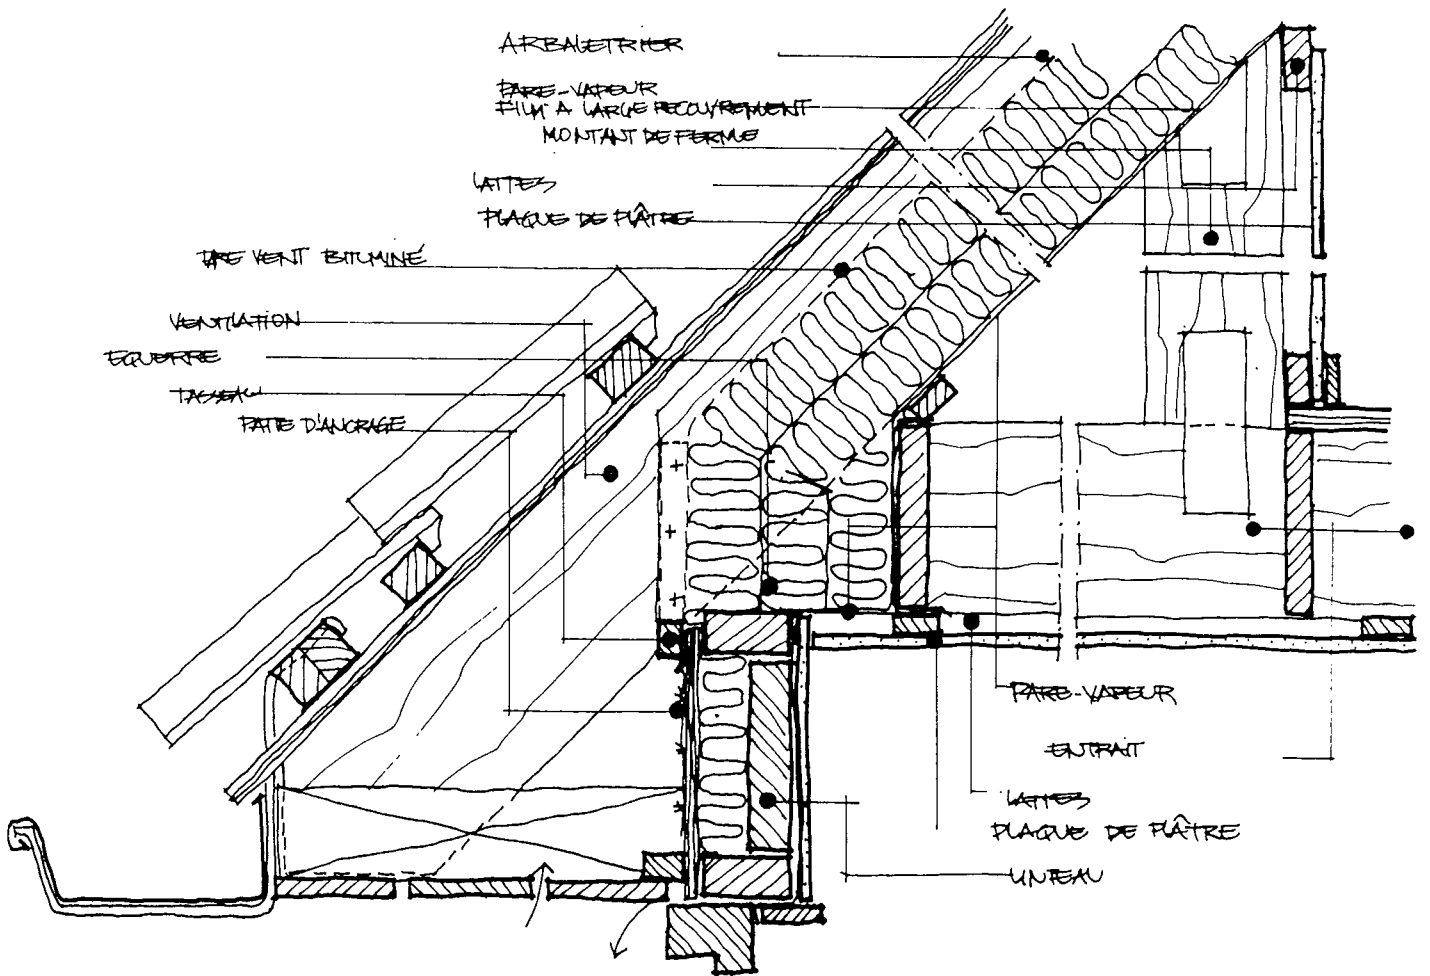 ARBALETRIER
PARE-VAPEUR
FILM A LARGE RECOUVREMENT
MONTANT DE FERME
LATTES
PLAQUE DE PLÂTRE
PARE VENT BITUMINÉ
VENTILATION
EQUERRE
TASSEAU
PATTE D'ANCRAGE
PARE-VAPEUR
ENTRAIT
LATTES
PLAQUE DE PLÂTRE
LINTEAU